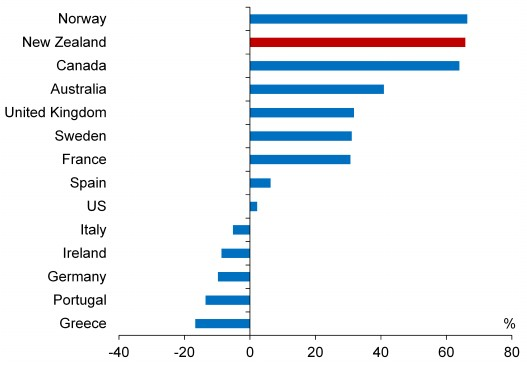 Norway
New Zealand
Canada
Australia
United Kingdom
Sweden
France
Spain
US
Italy
Ireland
Germany
Portugal
Greece
%
-40 -20 0 20 40 60 80